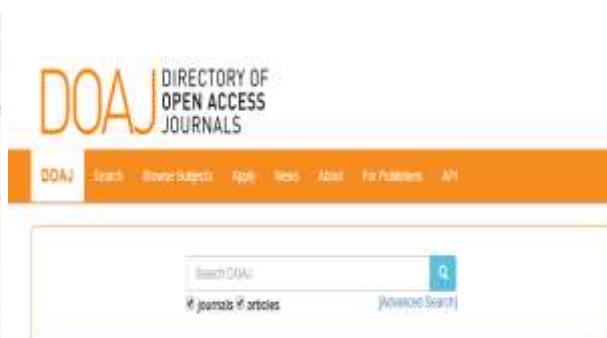 DOAJ DIRECTORY OF
OPEN ACCESS
JOURNALS
DOAJ Search Browse Subjects Apply News About For Publishers API
Search DOAJ
journals articles [Advanced Search]